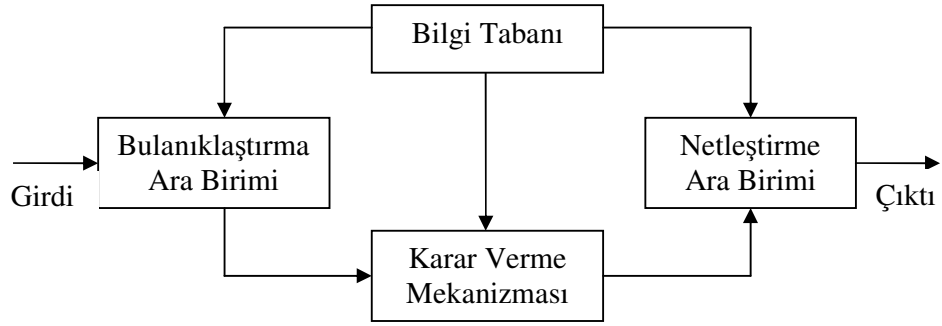 Bilgi Tabanı
Bulanıklaştırma
Ara Birimi
Netleştirme
Ara Birimi
Girdi
Çıktı
Karar Verme
Mekanizması